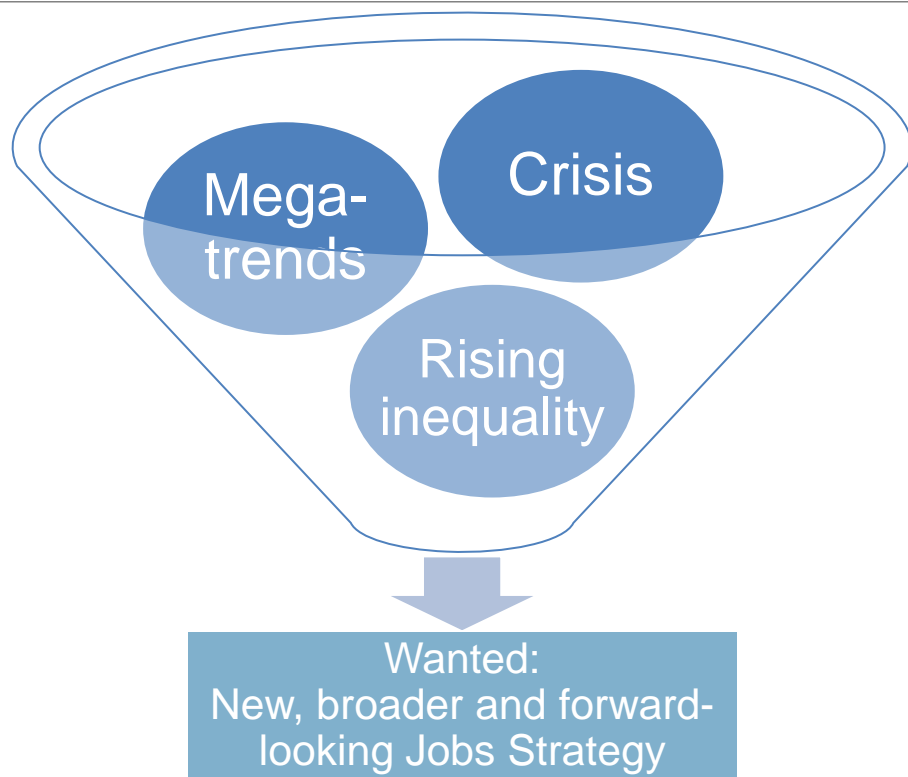 Mega-
trends
Crisis
Rising
inequality
Wanted:
New, broader and forward-
looking Jobs Strategy